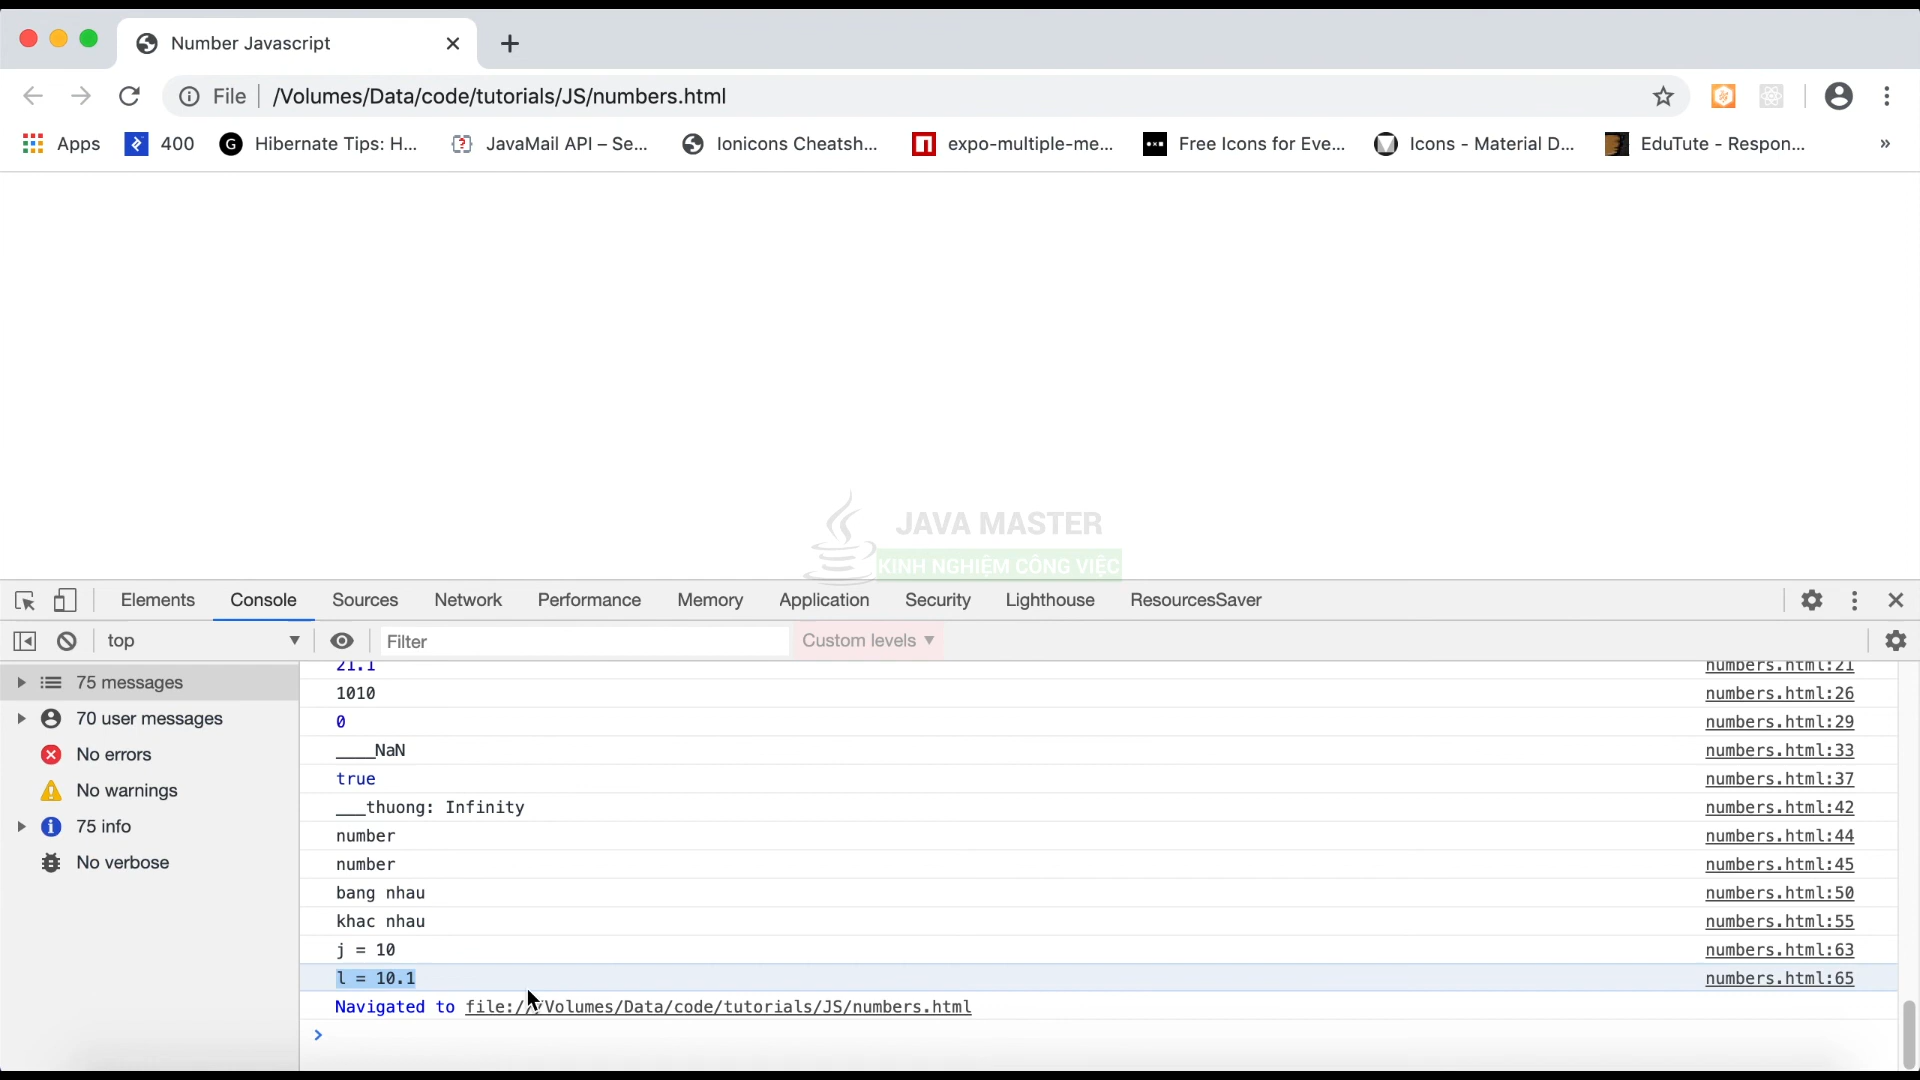 Number Javascript
File /Volumes/Data/code/tutorials/JS/numbers.html
Apps 400 Hibernate Tips: H... JavaMail API – Se... Ionicons Cheatsh... expo-multiple-me... Free Icons for Eve... Icons - Material D... EduTute - Respon... »
JAVA MASTER
KINH NGHIỆM CÔNG VIỆC
Elements Console Sources Network Performance Memory Application Security Lighthouse ResourcesSaver
top Filter Custom levels
75 messages
70 user messages
No errors
No warnings
75 info
No verbose
21.1 numbers.html:21
1010 numbers.html:26
0 numbers.html:29
____NaN numbers.html:33
true numbers.html:37
___thuong: Infinity numbers.html:42
number numbers.html:44
number numbers.html:45
bang nhau numbers.html:50
khac nhau numbers.html:55
j = 10 numbers.html:63
l = 10.1 numbers.html:65
Navigated to file:///Volumes/Data/code/tutorials/JS/numbers.html